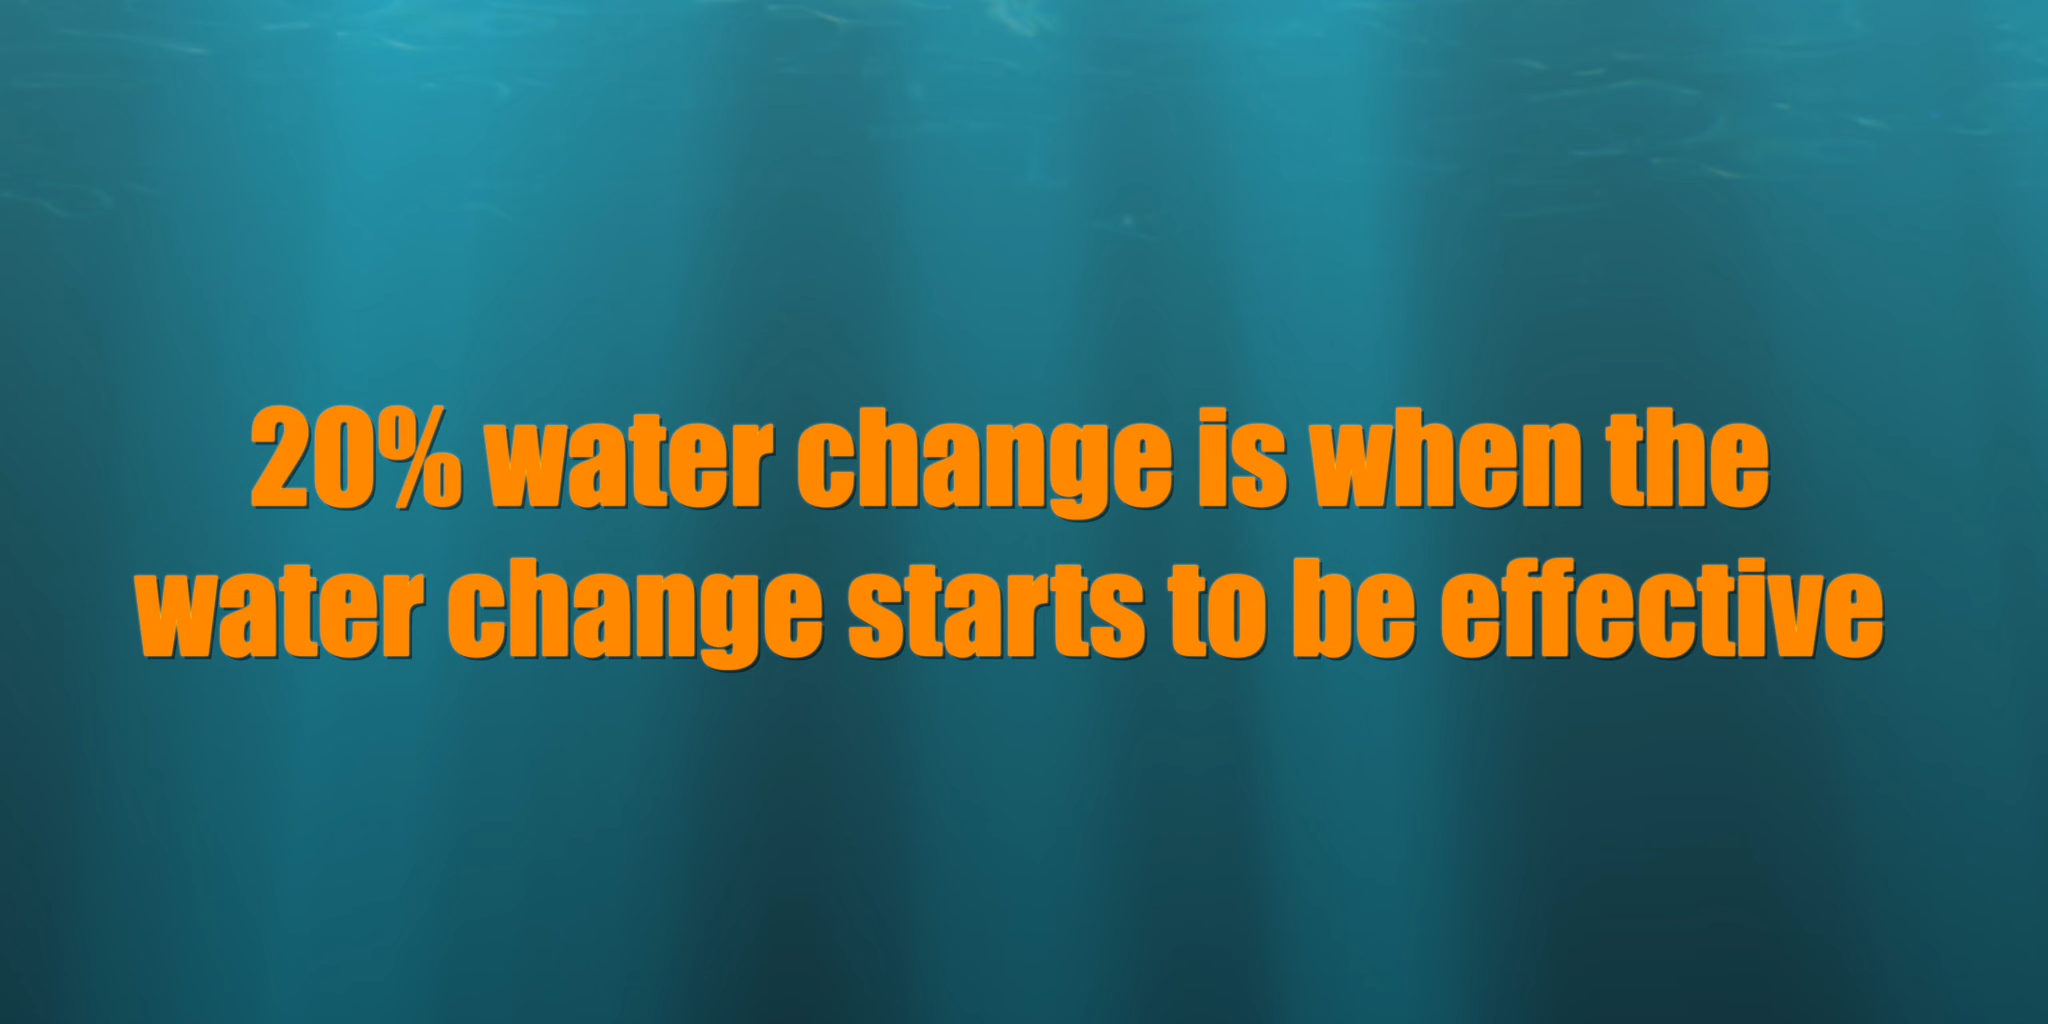 20% water change is when the
water change starts to be effective